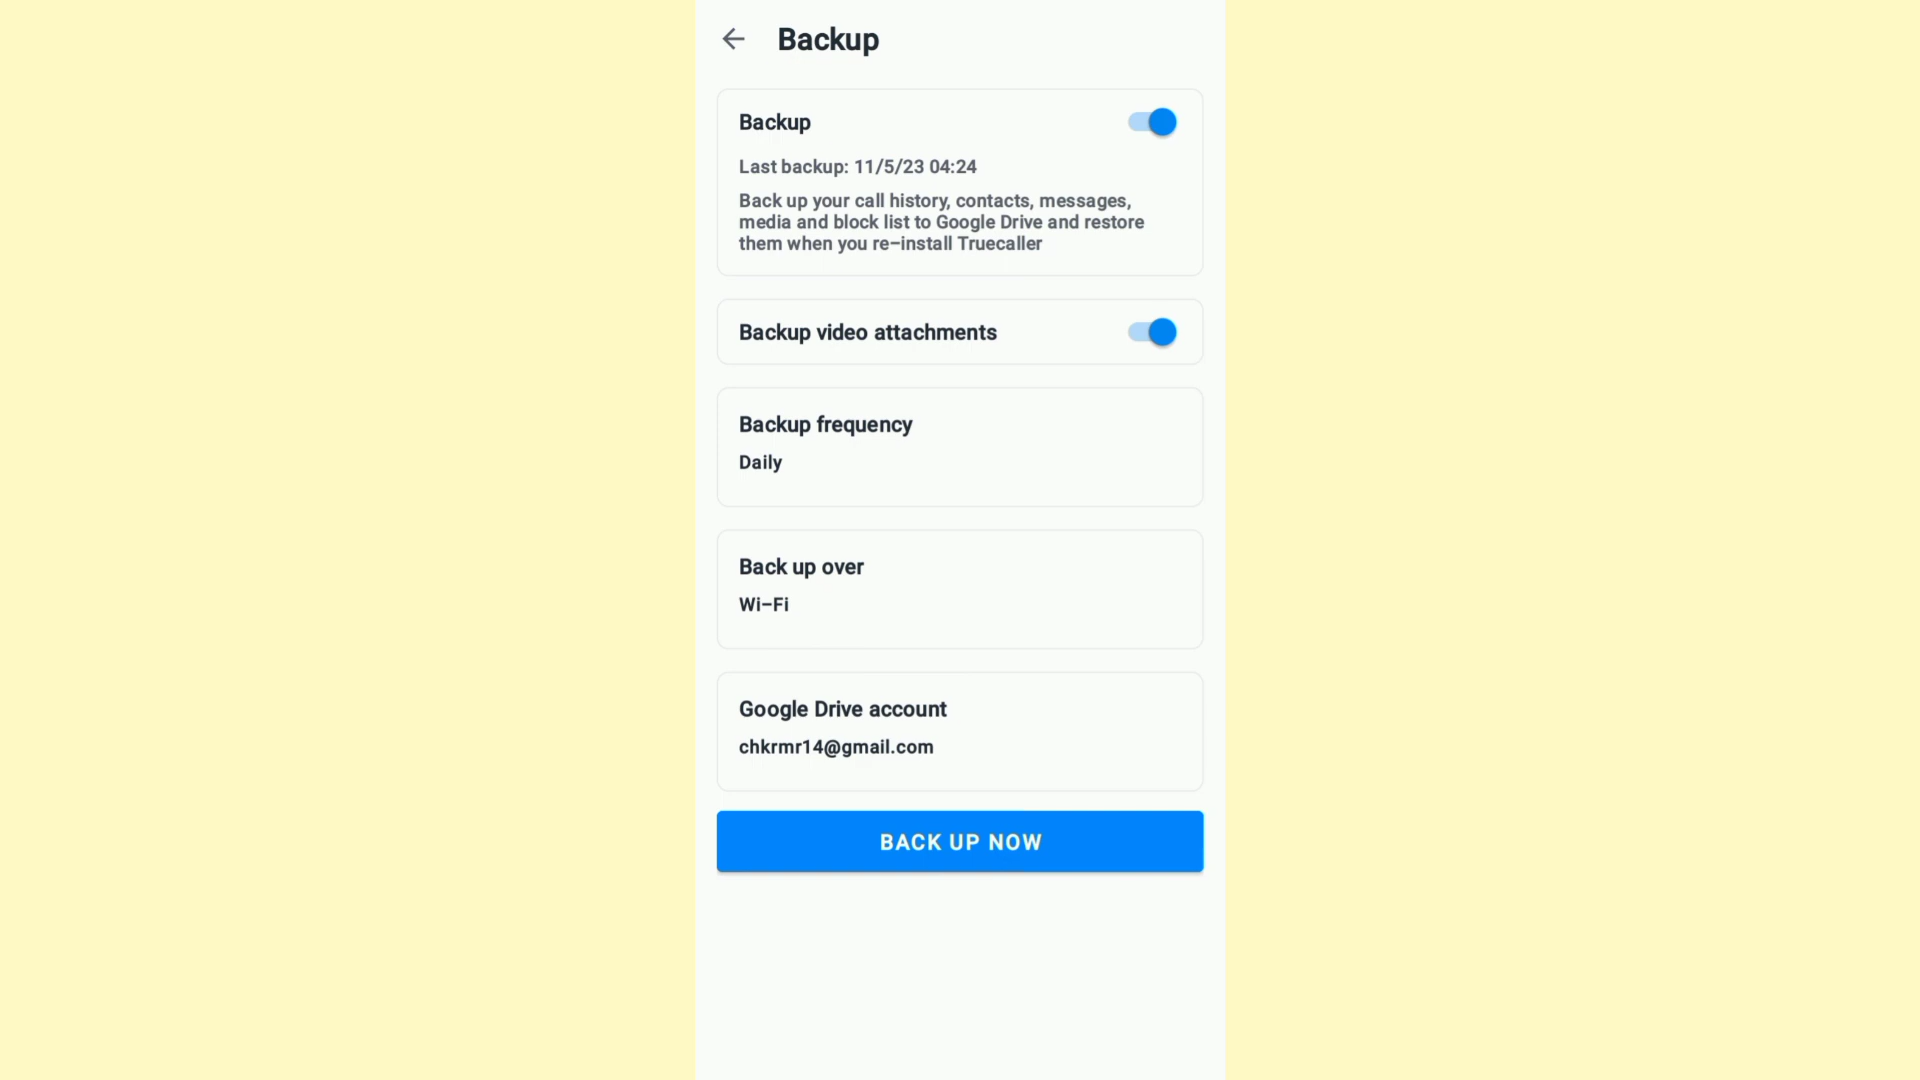 Backup
Backup
Last backup: 11/5/23 04:24
Back up your call history, contacts, messages,
media and block list to Google Drive and restore
them when you re-install Truecaller
Backup video attachments
Backup frequency
Daily
Back up over
Wi-Fi
Google Drive account
chkrmr14@gmail.com
BACK UP NOW